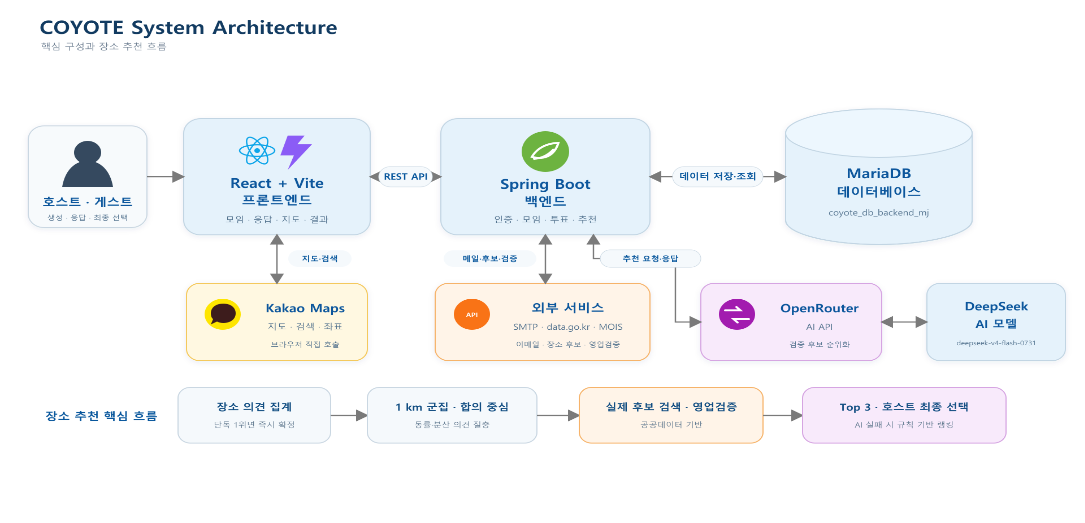 COYOTE System Architecture
핵심 구성과 장소 추천 흐름
호스트 · 게스트
생성 · 응답 · 최종 선택
React + Vite
프론트엔드
모임 · 응답 · 지도 · 결과
REST API
Spring Boot
백엔드
인증 · 모임 · 투표 · 추천
데이터 저장·조회
MariaDB
데이터베이스
coyote_db_backend_mj
지도·검색
메일·후보·검증
추천 요청·응답
Kakao Maps
지도 · 검색 · 좌표
브라우저 직접 호출
API
외부 서비스
SMTP · data.go.kr · MOIS
이메일 · 장소 후보 · 영업검증
OpenRouter
AI API
검증 후보 순위화
DeepSeek
AI 모델
deepseek-v4-flash-0731
장소 추천 핵심 흐름
장소 의견 집계
단독 1위면 즉시 확정
1 km 군집 · 합의 중심
동률·분산 의견 절충
실제 후보 검색 · 영업검증
공공데이터 기반
Top 3 · 호스트 최종 선택
AI 실패 시 규칙 기반 랭킹